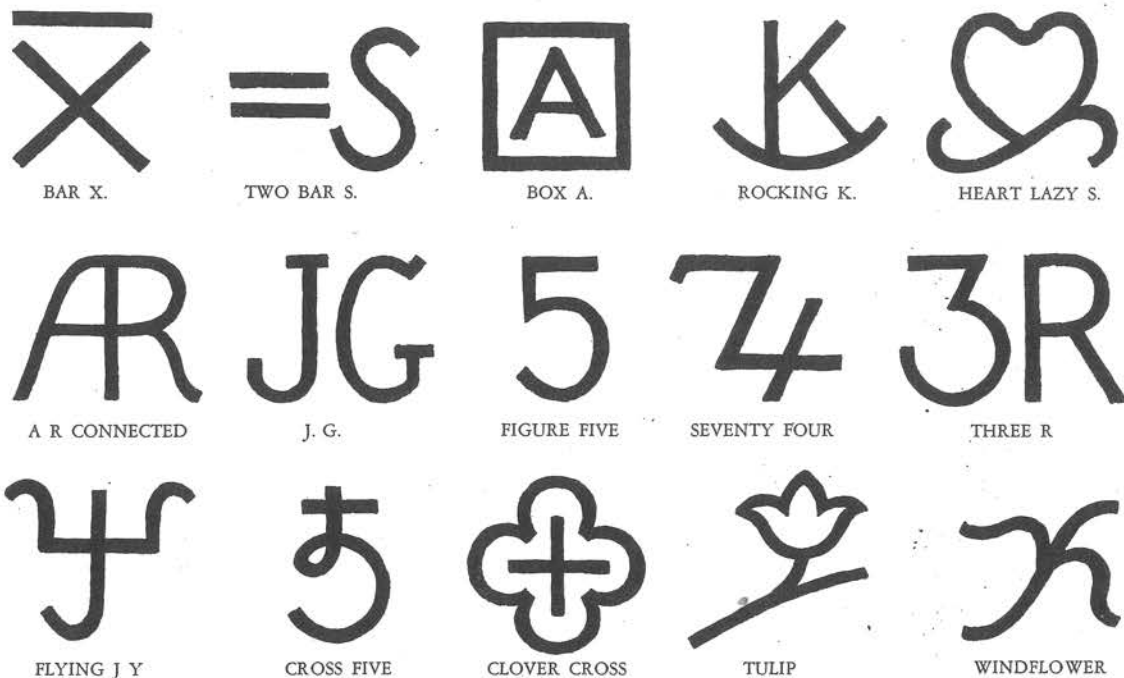 BAR X.
TWO BAR S.
BOX A.
ROCKING K.
HEART LAZY S.
A R CONNECTED
J. G.
FIGURE FIVE
SEVENTY FOUR
THREE R
FLYING J Y
CROSS FIVE
CLOVER CROSS
TULIP
WINDFLOWER